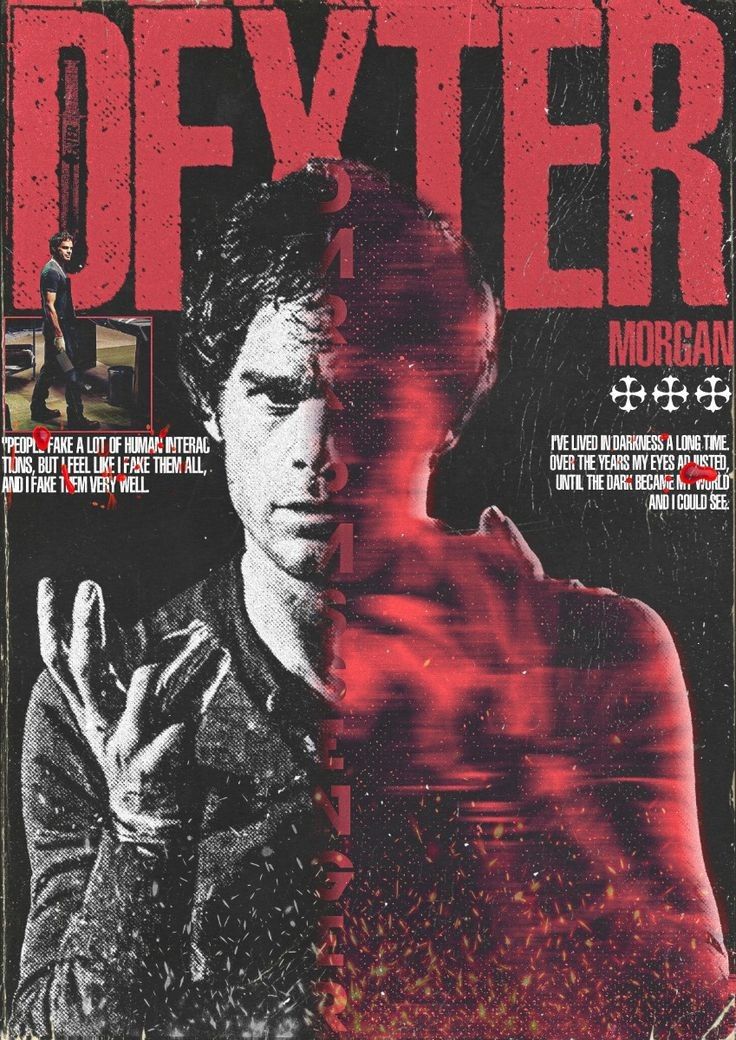 DEXTER
MORGAN
"PEOPLE FAKE A LOT OF HUMAN INTERAC
TIONS, BUT I FEEL LIKE I FAKE THEM ALL,
AND I FAKE THEM VERY WELL.
I'VE LIVED IN DARKNESS A LONG TIME.
OVER THE YEARS MY EYES ADJUSTED,
UNTIL THE DARK BECAME MY WORLD
AND I COULD SEE.